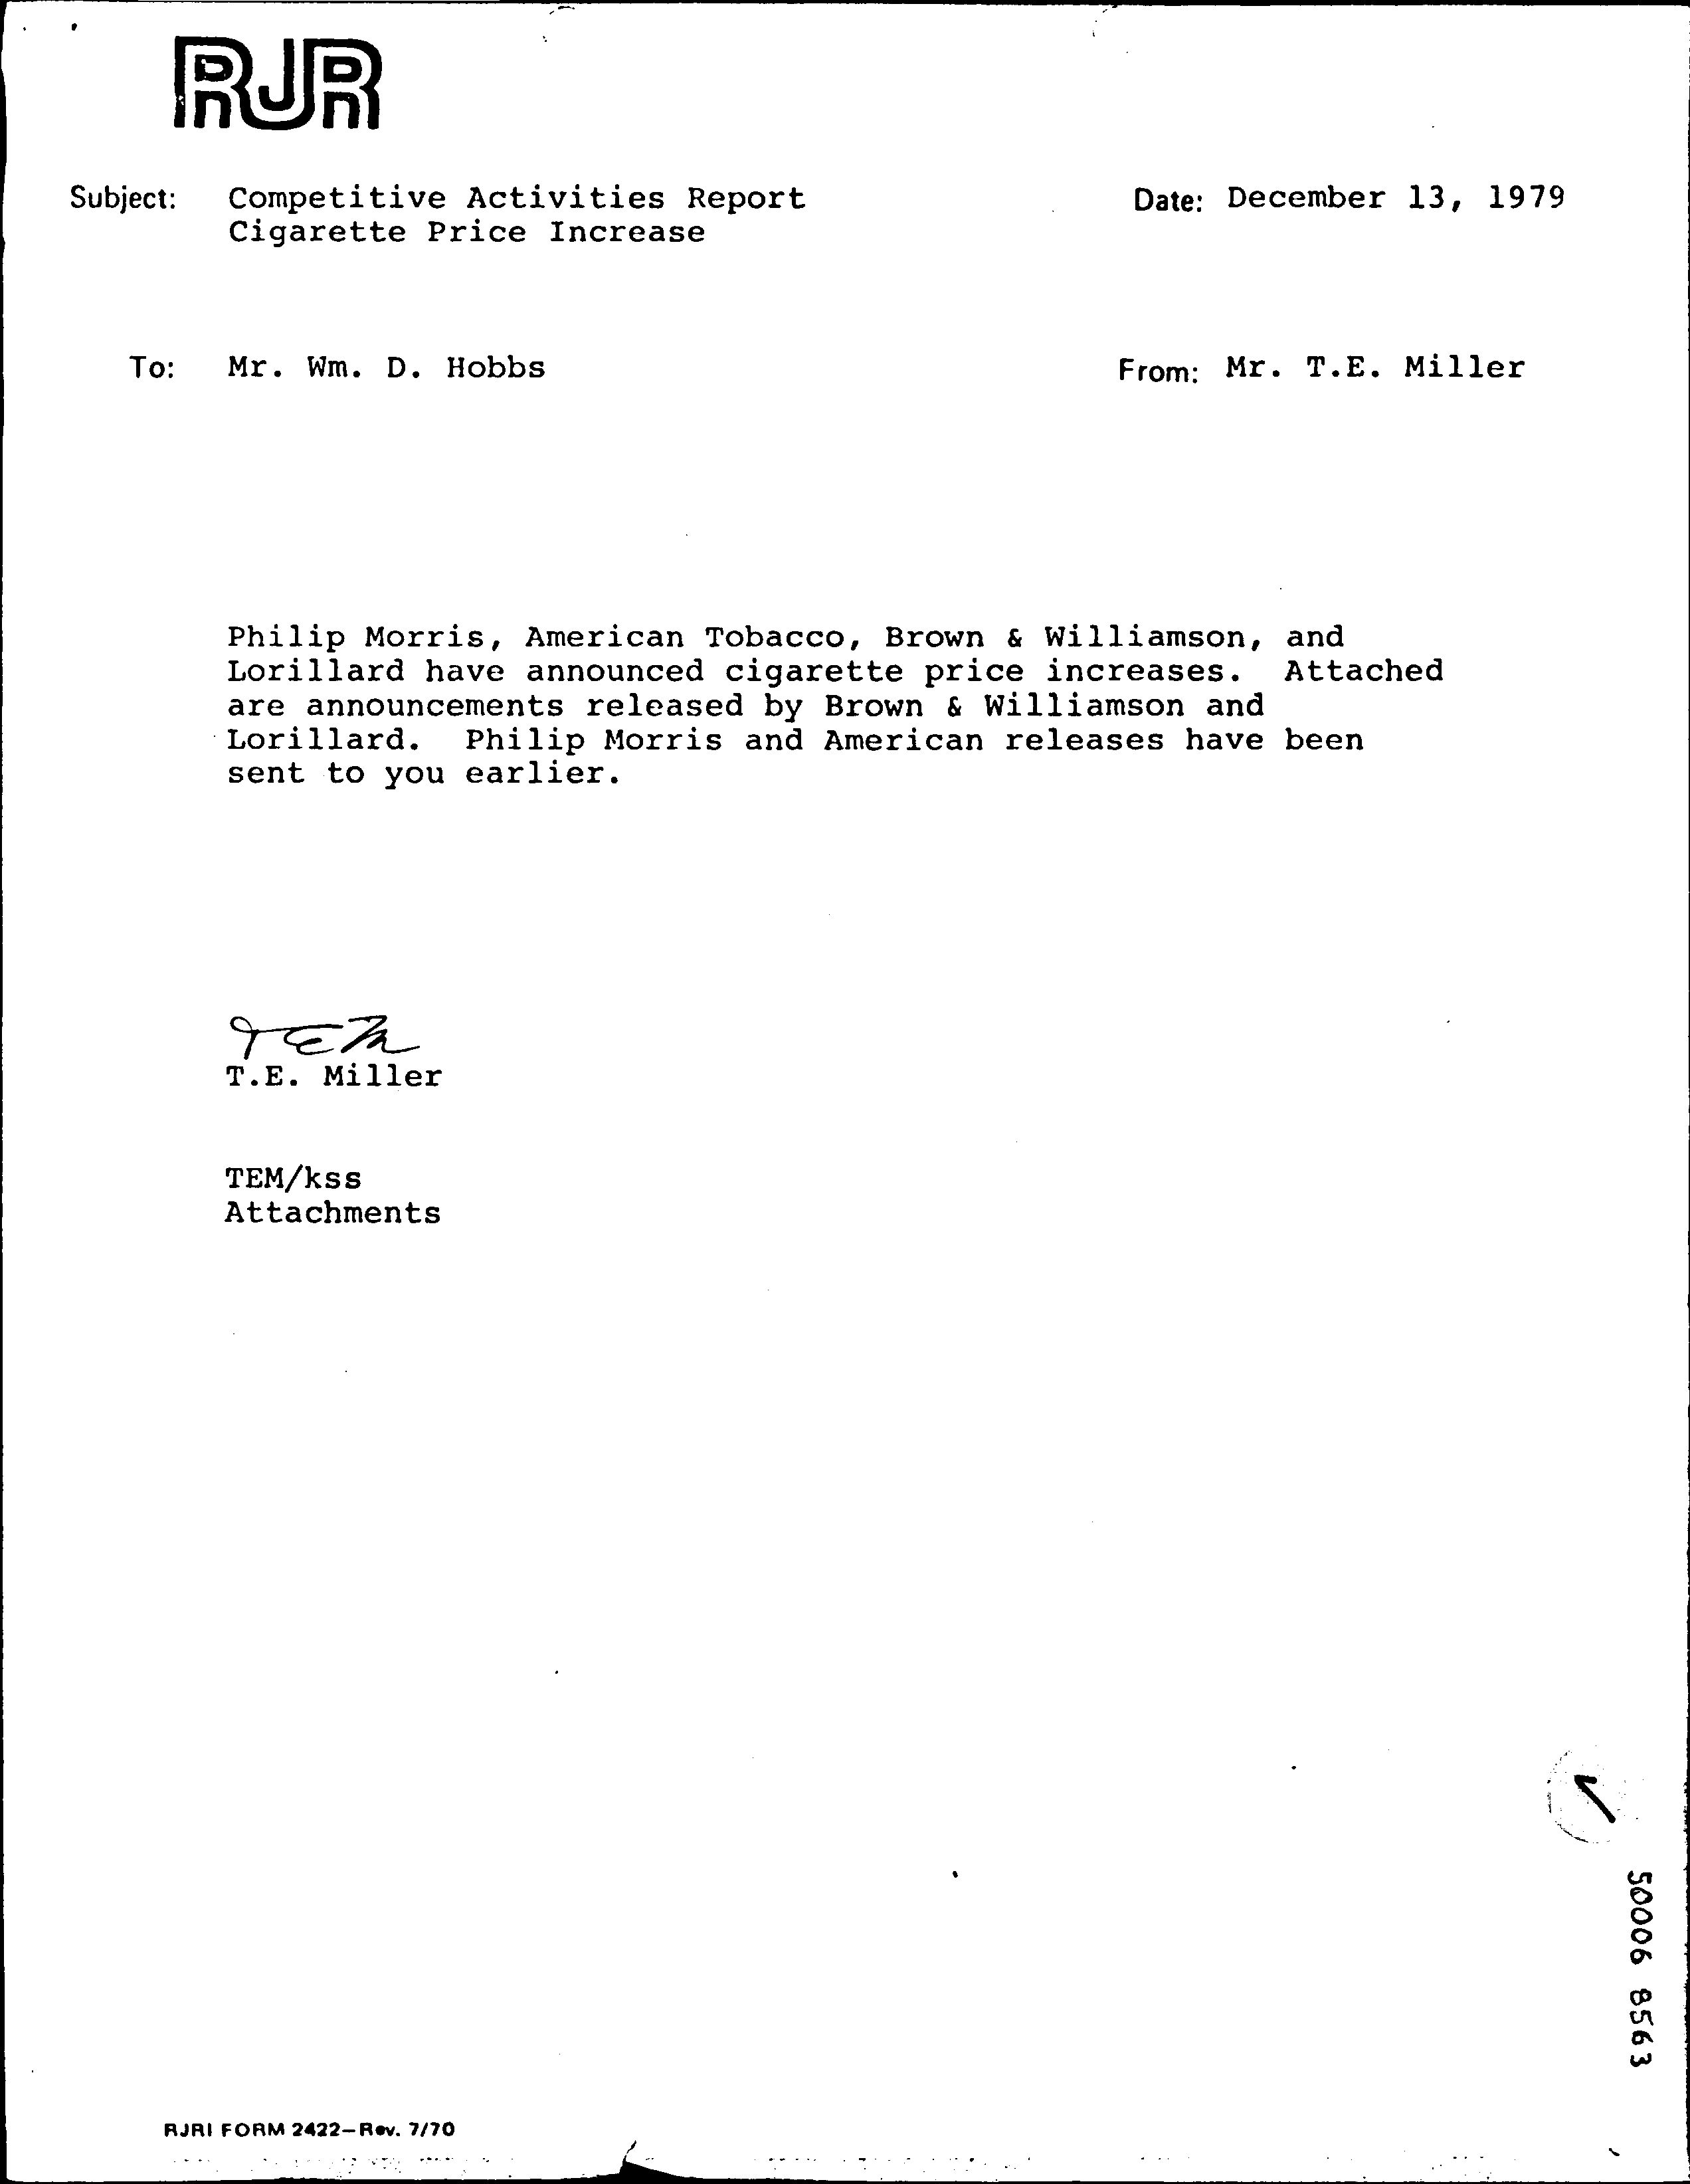 RJR
Subject: Competitive Activities Report Date: December 13, 1979
Cigarette Price Increase
To: Mr. Wm. D. Hobbs From: Mr. T.E. Miller
Philip Morris, American Tobacco, Brown & Williamson, and
Lorillard have announced cigarette price increases. Attached
are announcements released by Brown & Williamson and
Lorillard. Philip Morris and American releases have been
sent to you earlier.
TEM
T.E. Miller
TEM/kss
Attachments
50006 8563
RJRI FORM 2422-Rev. 7/70